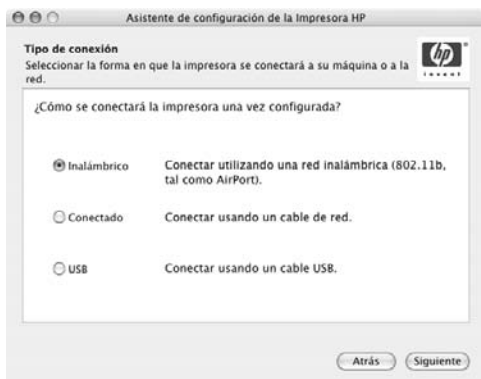 Asistente de configuración de la Impresora HP
Tipo de conexión
Seleccionar la forma en que la impresora se conectará a su máquina o a la
red.
hp
invent
¿Cómo se conectará la impresora una vez configurada?
Inalámbrico Conectar utilizando una red inalámbrica (802.11b,
tal como AirPort).
Conectado Conectar usando un cable de red.
USB Conectar usando un cable USB.
Atrás Siguiente